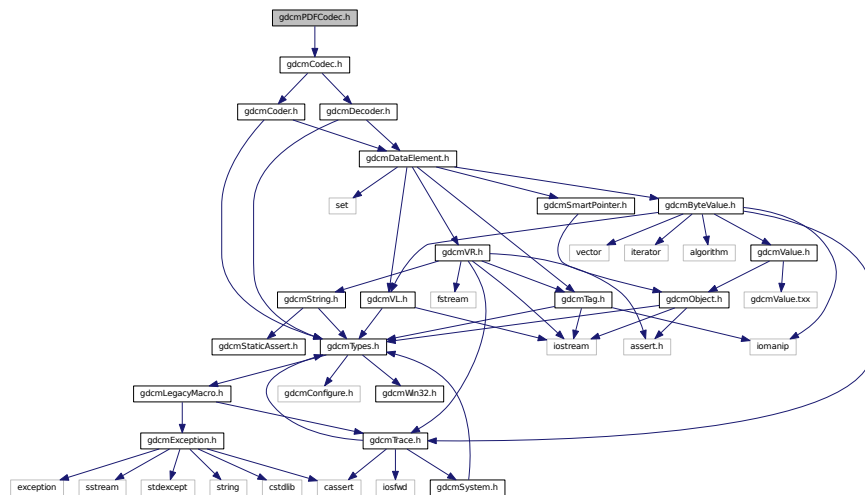 gdcmPDFCodec.h
gdcmCodec.h
gdcmCoder.h gdcmDecoder.h
gdcmDataElement.h
set gdcmSmartPointer.h gdcmByteValue.h
gdcmVR.h vector iterator algorithm gdcmValue.h
gdcmString.h gdcmVL.h fstream gdcmTag.h gdcmObject.h gdcmValue.txx
gdcmStaticAssert.h gdcmTypes.h iostream assert.h iomanip
gdcmLegacyMacro.h gdcmConfigure.h gdcmWin32.h
gdcmException.h gdcmTrace.h
exception sstream stdexcept string cstdlib cassert iosfwd gdcmSystem.h